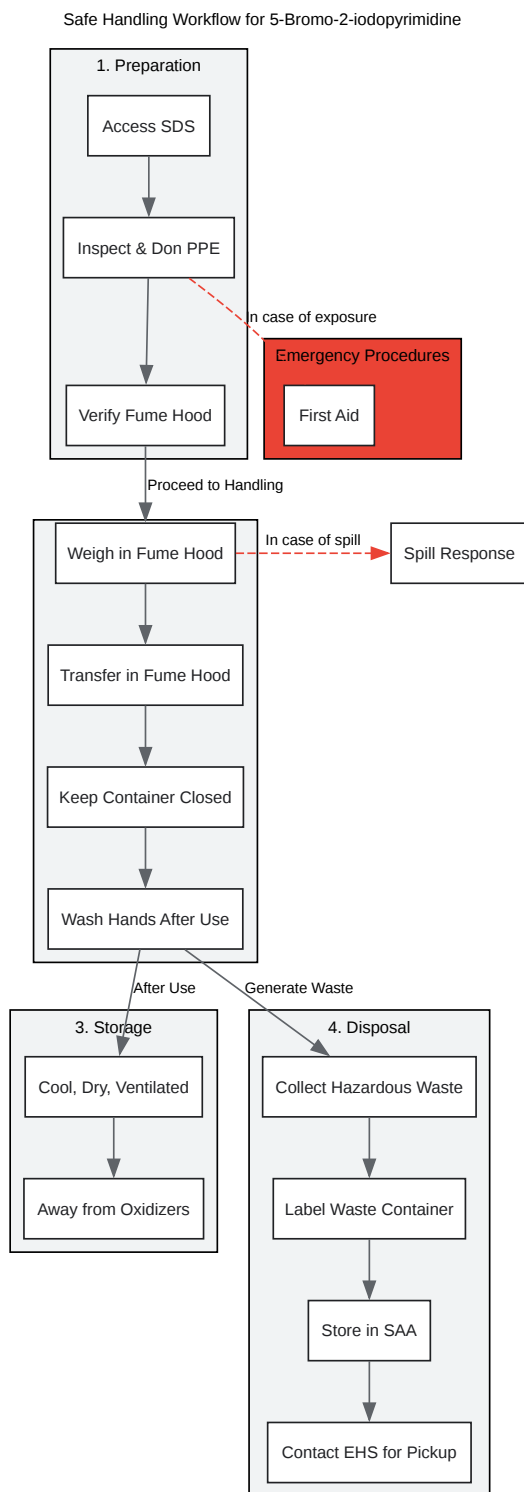 Safe Handling Workflow for 5-Bromo-2-iodopyrimidine
1. Preparation
Access SDS
Inspect & Don PPE
In case of exposure
Emergency Procedures
First Aid
Verify Fume Hood
Proceed to Handling
Weigh in Fume Hood
In case of spill
Spill Response
Transfer in Fume Hood
Keep Container Closed
Wash Hands After Use
After Use
Generate Waste
3. Storage
Cool, Dry, Ventilated
Away from Oxidizers
4. Disposal
Collect Hazardous Waste
Label Waste Container
Store in SAA
Contact EHS for Pickup